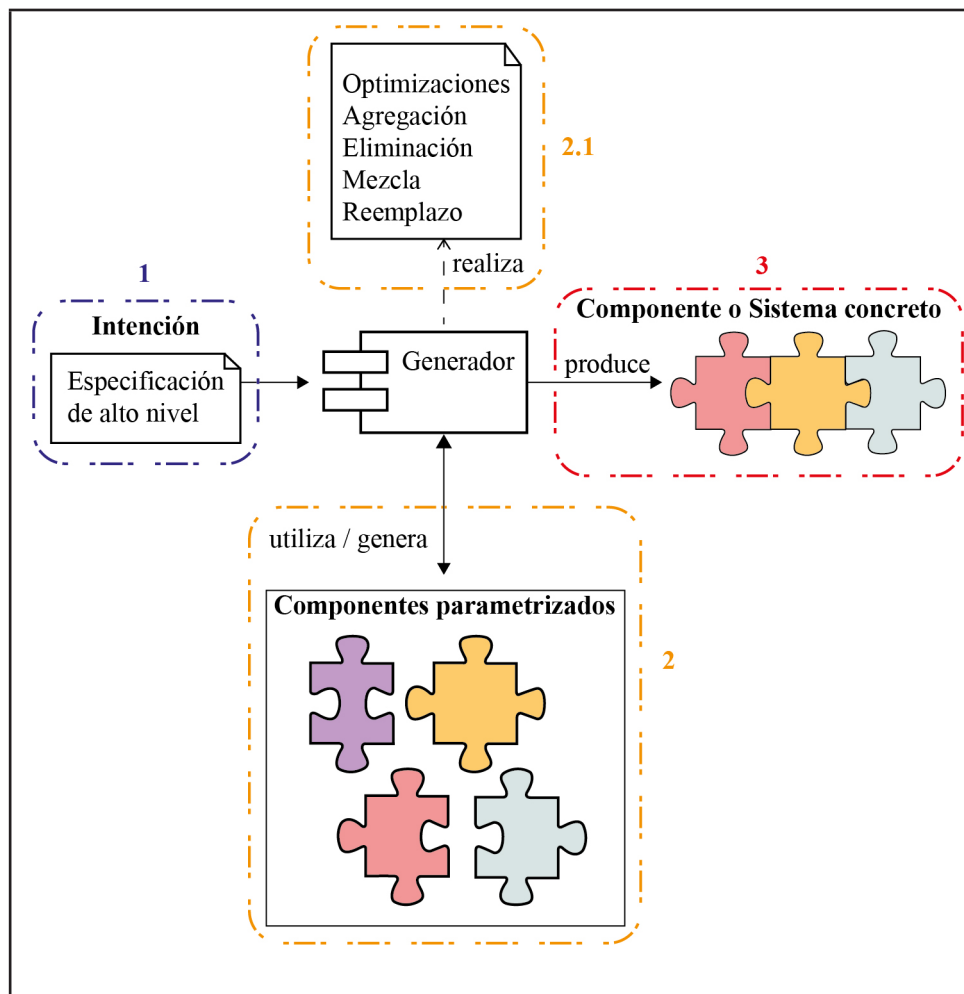 Optimizaciones
Agregación
Eliminación
Mezcla
Reemplazo
2.1
realiza
1
Intención
Especificación
de alto nivel
Generador
produce
3
Componente o Sistema concreto
utiliza / genera
Componentes parametrizados
2